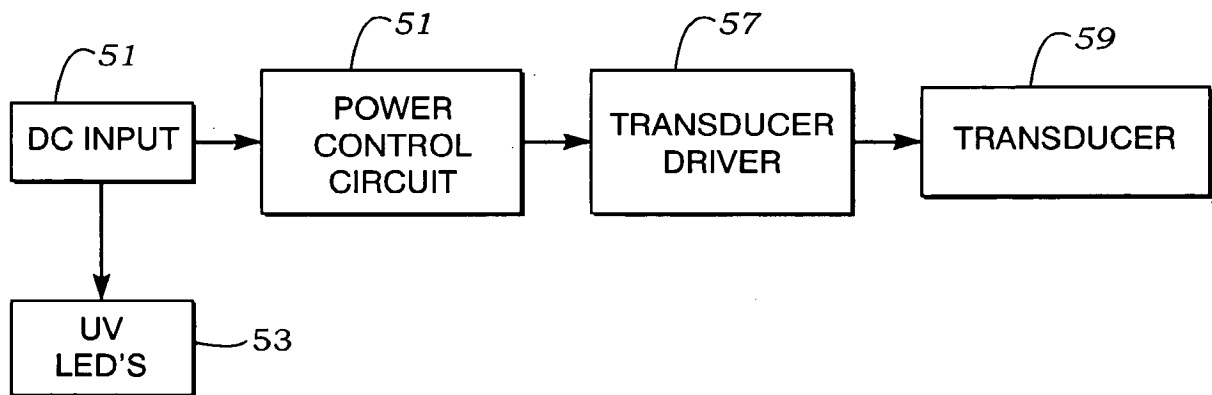 51
DC INPUT
51
POWER
CONTROL
CIRCUIT
57
TRANSDUCER
DRIVER
59
TRANSDUCER
UV
LED'S
53